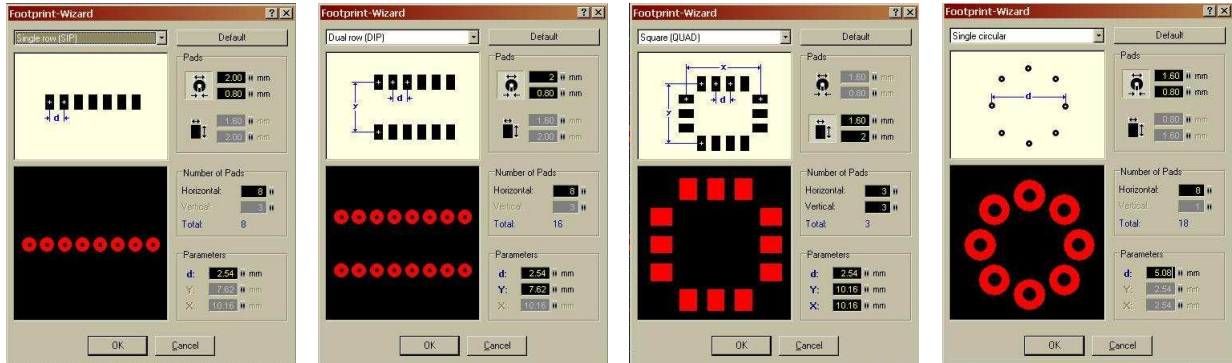 Footprint-Wizard
Single row (SIP)
Default
d
Pads
2.00 mm
0.80 mm
1.60 mm
2.00 mm
Number of Pads
Horizontal: 8
Vertical: 3
Total: 8
Parameters
d: 2.54 mm
Y: 7.62 mm
X: 10.16 mm
OK
Cancel
Footprint-Wizard
Dual row (DIP)
Default
Y
d
Pads
2 mm
0.80 mm
1.60 mm
2.00 mm
Number of Pads
Horizontal: 8
Vertical: 3
Total: 16
Parameters
d: 2.54 mm
Y: 7.62 mm
X: 10.16 mm
OK
Cancel
Footprint-Wizard
Square (QUAD)
Default
X
Y
d
Pads
1.60 mm
0.80 mm
1.60 mm
2 mm
Number of Pads
Horizontal: 3
Vertical: 3
Total: 3
Parameters
d: 2.54 mm
Y: 10.16 mm
X: 10.16 mm
OK
Cancel
Footprint-Wizard
Single circular
Default
d
Pads
1.60 mm
0.80 mm
0.80 mm
1.60 mm
Number of Pads
Horizontal: 8
Vertical: 1
Total: 18
Parameters
d: 5.08 mm
Y: 2.54 mm
X: 2.54 mm
OK
Cancel